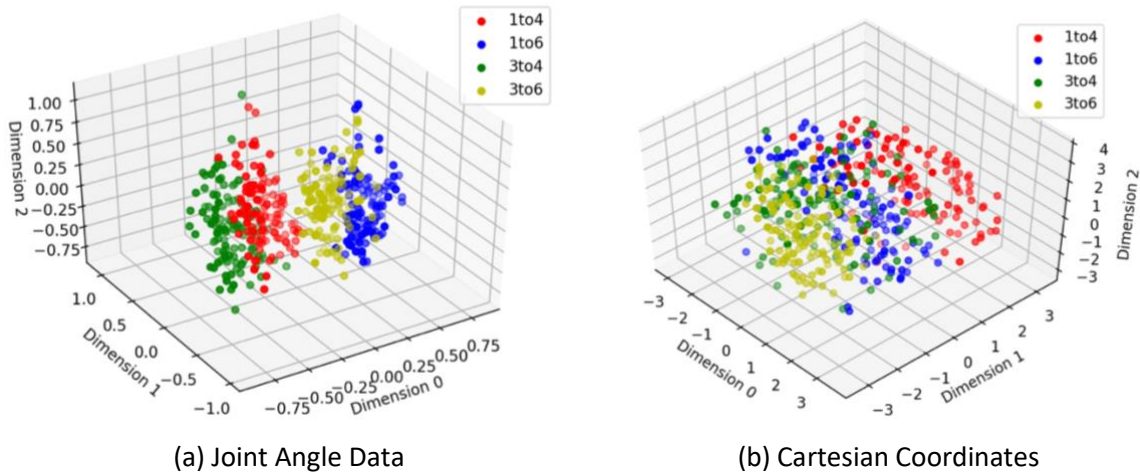 1to4
1to6
3to4
3to6
1.00
0.75
0.50
0.25
0.00
−0.25
−0.50
−0.75
Dimension 2
1.0
0.5
0.0
−0.5
−1.0
Dimension 1
−0.75
−0.50
−0.25
0.00
0.25
0.50
0.75
Dimension 0
(a) Joint Angle Data
1to4
1to6
3to4
3to6
4
3
2
1
0
−1
−2
−3
Dimension 2
−3
−2
−1
0
1
2
3
Dimension 0
−3
−2
−1
0
1
2
3
Dimension 1
(b) Cartesian Coordinates